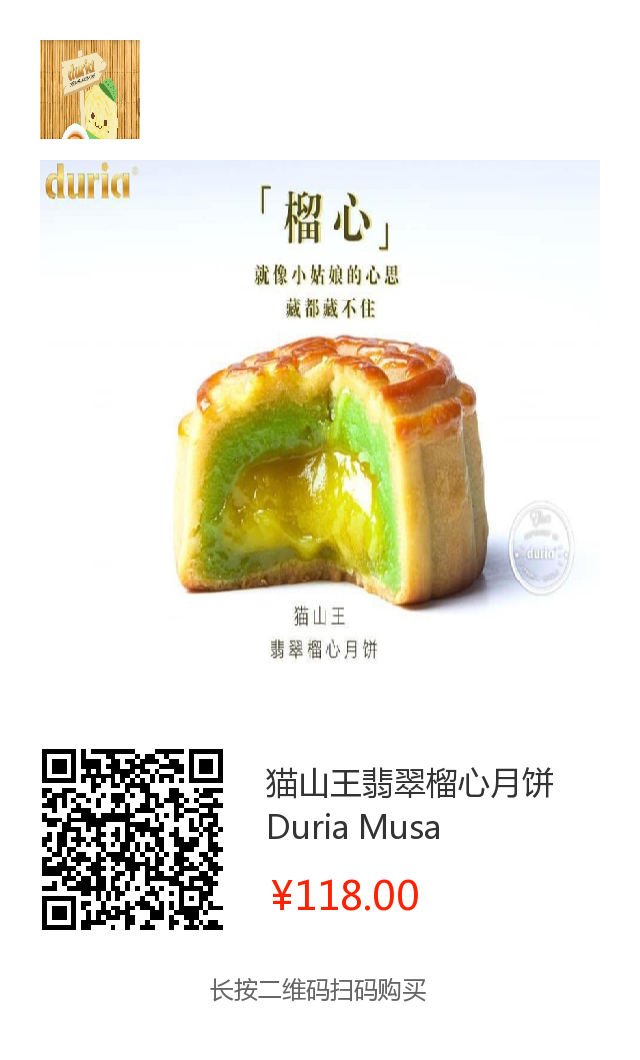 duria
duria
「榴心」
就像小姑娘的心思
藏都藏不住
The
duria
猫山王
翡翠榴心月饼
猫山王翡翠榴心月饼
Duria Musa
¥118.00
长按二维码扫码购买